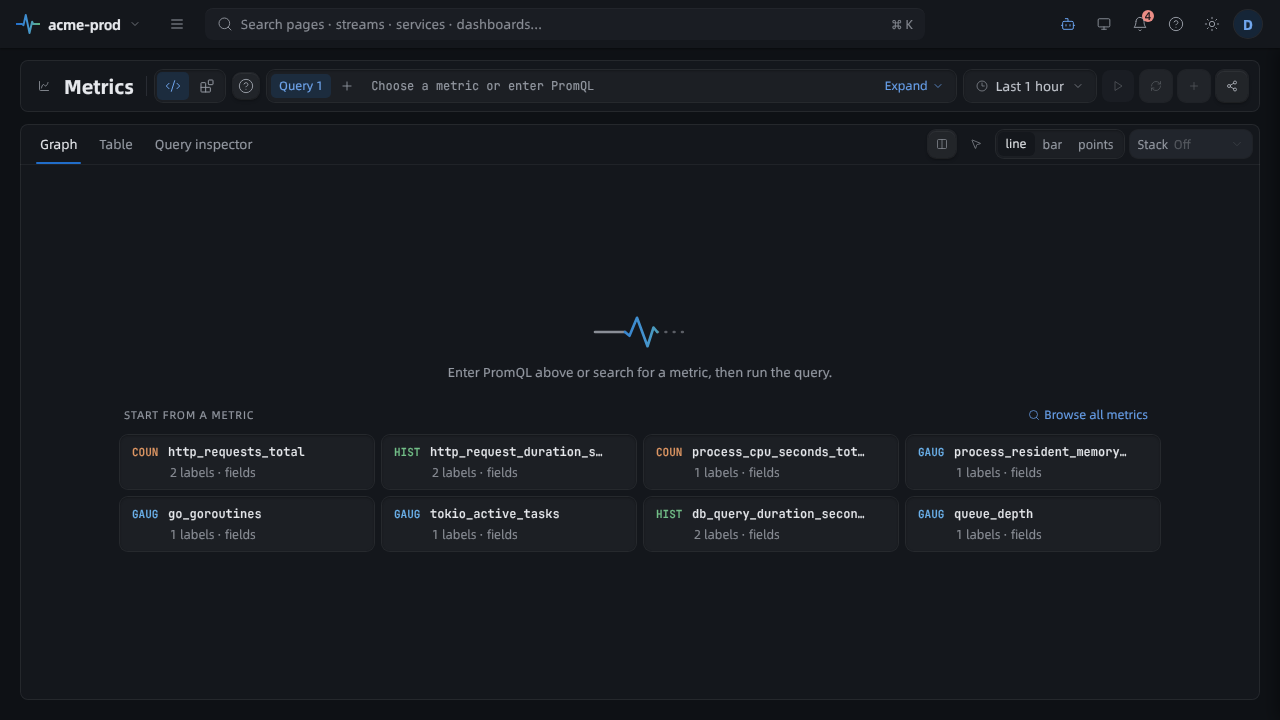 acme-prod
Search pages · streams · services · dashboards...
⌘ K
4
D
Metrics
Query 1
Choose a metric or enter PromQL
Expand
Last 1 hour
Graph
Table
Query inspector
line
bar
points
Stack Off
Enter PromQL above or search for a metric, then run the query.
START FROM A METRIC
Browse all metrics
COUN http_requests_total
2 labels · fields
HIST http_request_duration_s…
2 labels · fields
COUN process_cpu_seconds_tot…
1 labels · fields
GAUG process_resident_memory…
1 labels · fields
GAUG go_goroutines
1 labels · fields
GAUG tokio_active_tasks
1 labels · fields
HIST db_query_duration_secon…
2 labels · fields
GAUG queue_depth
1 labels · fields